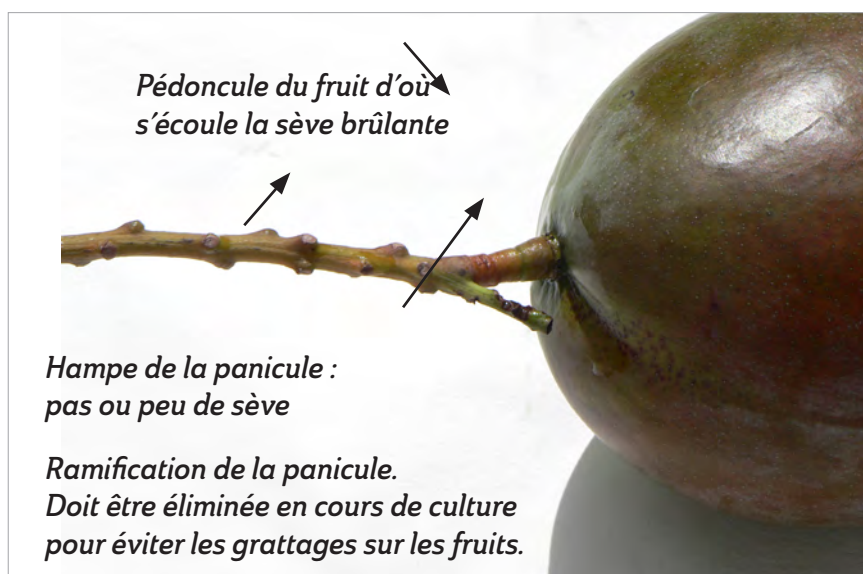 Pédoncule du fruit d'où
s'écoule la sève brûlante
Hampe de la panicule :
pas ou peu de sève
Ramification de la panicule.
Doit être éliminée en cours de culture
pour éviter les grattages sur les fruits.